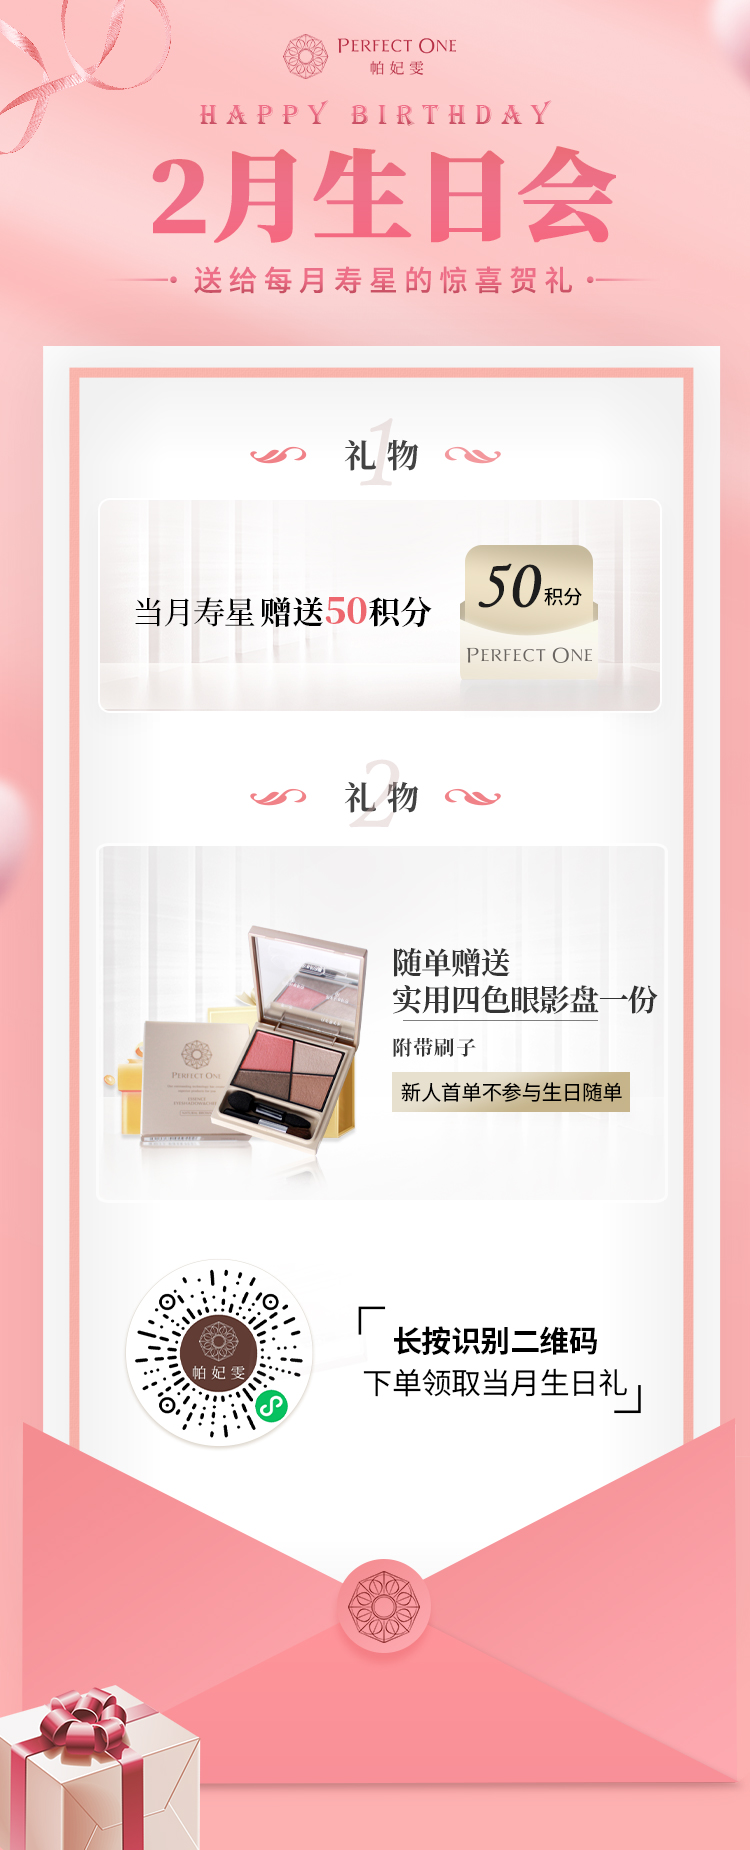 PERFECT ONE
帕妃雯
HAPPY BIRTHDAY
2月生日会
送给每月寿星的惊喜贺礼
1
礼物
当月寿星赠送50积分
50积分
PERFECT ONE
2
礼物
随单赠送
实用四色眼影盘一份
附带刷子
新人首单不参与生日随单
PERFECT ONE
帕妃雯
长按识别二维码
下单领取当月生日礼